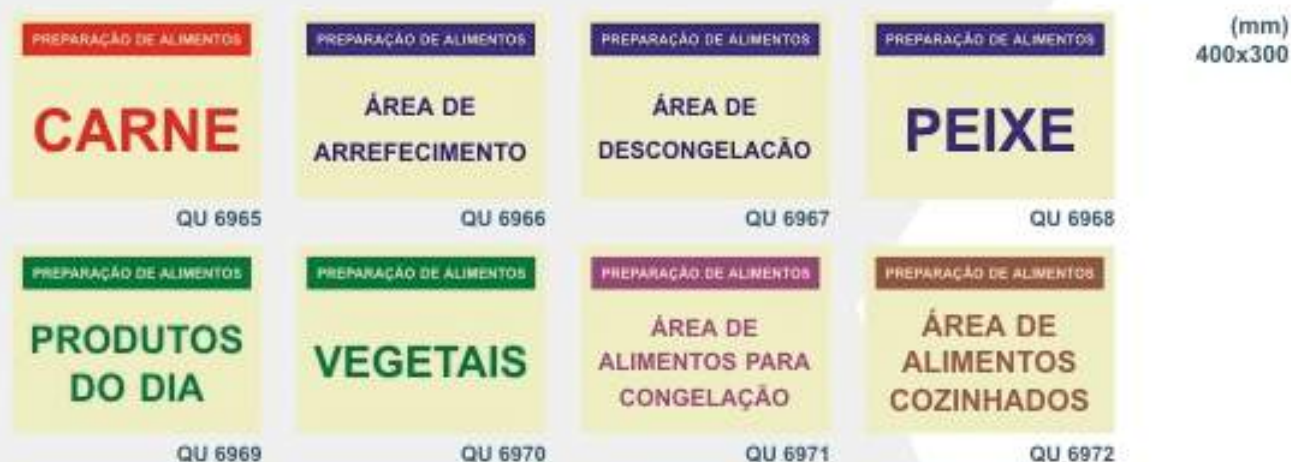 PREPARAÇÃO DE ALIMENTOS
CARNE
QU 6965
PREPARAÇÃO DE ALIMENTOS
ÁREA DE
ARREFECIMENTO
QU 6966
PREPARAÇÃO DE ALIMENTOS
ÁREA DE
DESCONGELACÃO
QU 6967
PREPARAÇÃO DE ALIMENTOS
PEIXE
QU 6968
(mm)
400x300
PREPARAÇÃO DE ALIMENTOS
PRODUTOS
DO DIA
QU 6969
PREPARAÇÃO DE ALIMENTOS
VEGETAIS
QU 6970
PREPARAÇÃO DE ALIMENTOS
ÁREA DE
ALIMENTOS PARA
CONGELAÇÃO
QU 6971
PREPARAÇÃO DE ALIMENTOS
ÁREA DE
ALIMENTOS
COZINHADOS
QU 6972